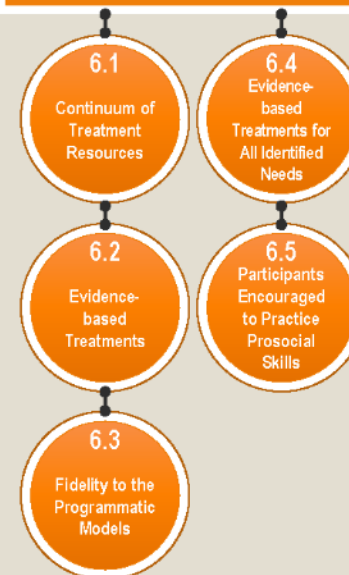 6.1
Continuum of
Treatment
Resources
6.2
Evidence-
based
Treatments
6.3
Fidelity to the
Programmatic
Models
6.4
Evidence-
based
Treatments for
All Identified
Needs
6.5
Participants
Encouraged
to Practice
Prosocial
Skills